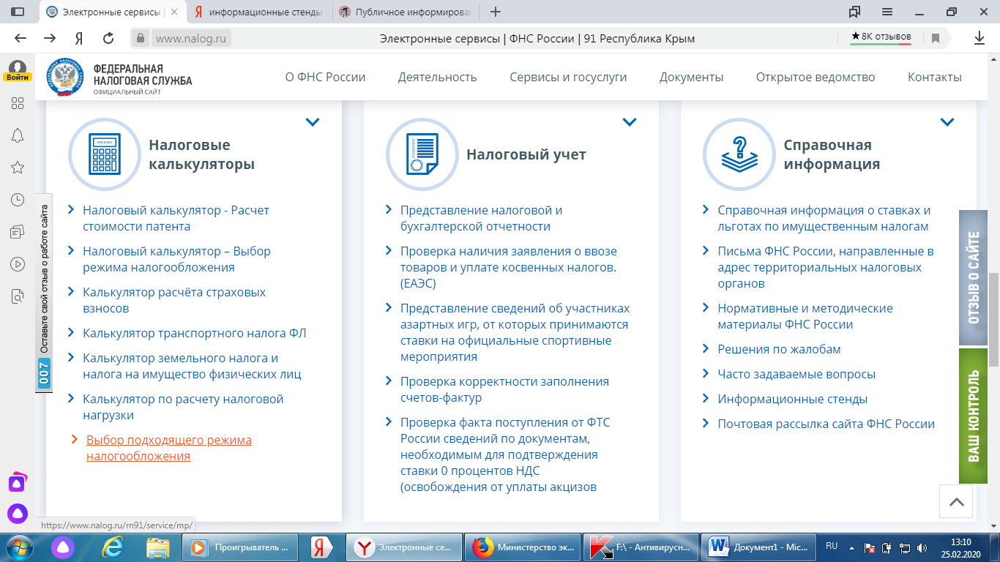 Электронные сервисы |
информационные стенды
Публичное информирован
www.nalog.ru
Электронные сервисы | ФНС России | 91 Республика Крым
★8К отзывов
Войти
ФЕДЕРАЛЬНАЯ
НАЛОГОВАЯ СЛУЖБА
ОФИЦИАЛЬНЫЙ САЙТ
О ФНС России
Деятельность
Сервисы и госуслуги
Документы
Открытое ведомство
Контакты
Налоговые
калькуляторы
Налоговый калькулятор - Расчет
стоимости патента
Налоговый калькулятор – Выбор
режима налогообложения
Калькулятор расчёта страховых
взносов
Калькулятор транспортного налога ФЛ
Калькулятор земельного налога и
налога на имущество физических лиц
Калькулятор по расчету налоговой
нагрузки
Выбор подходящего режима
налогообложения
Налоговый учет
Представление налоговой и
бухгалтерской отчетности
Проверка наличия заявления о ввозе
товаров и уплате косвенных налогов.
(ЕАЭС)
Представление сведений об участниках
азартных игр, от которых принимаются
ставки на официальные спортивные
мероприятия
Проверка корректности заполнения
счетов-фактур
Проверка факта поступления от ФТС
России сведений по документам,
необходимым для подтверждения
ставки 0 процентов НДС
(освобождения от уплаты акцизов
Справочная
информация
Справочная информация о ставках и
льготах по имущественным налогам
Письма ФНС России, направленные в
адрес территориальных налоговых
органов
Нормативные и методические
материалы ФНС России
Решения по жалобам
Часто задаваемые вопросы
Информационные стенды
Почтовая рассылка сайта ФНС России
Оставьте свой отзыв о работе сайта
007
ОТЗЫВ О САЙТЕ
ВАШ КОНТРОЛЬ
https://www.nalog.ru/rn91/service/mp/
Проигрыватель ...
Электронные се...
Министерство эк...
F:\ - Антивирусн...
Документ1 - Mic...
RU
13:10
25.02.2020